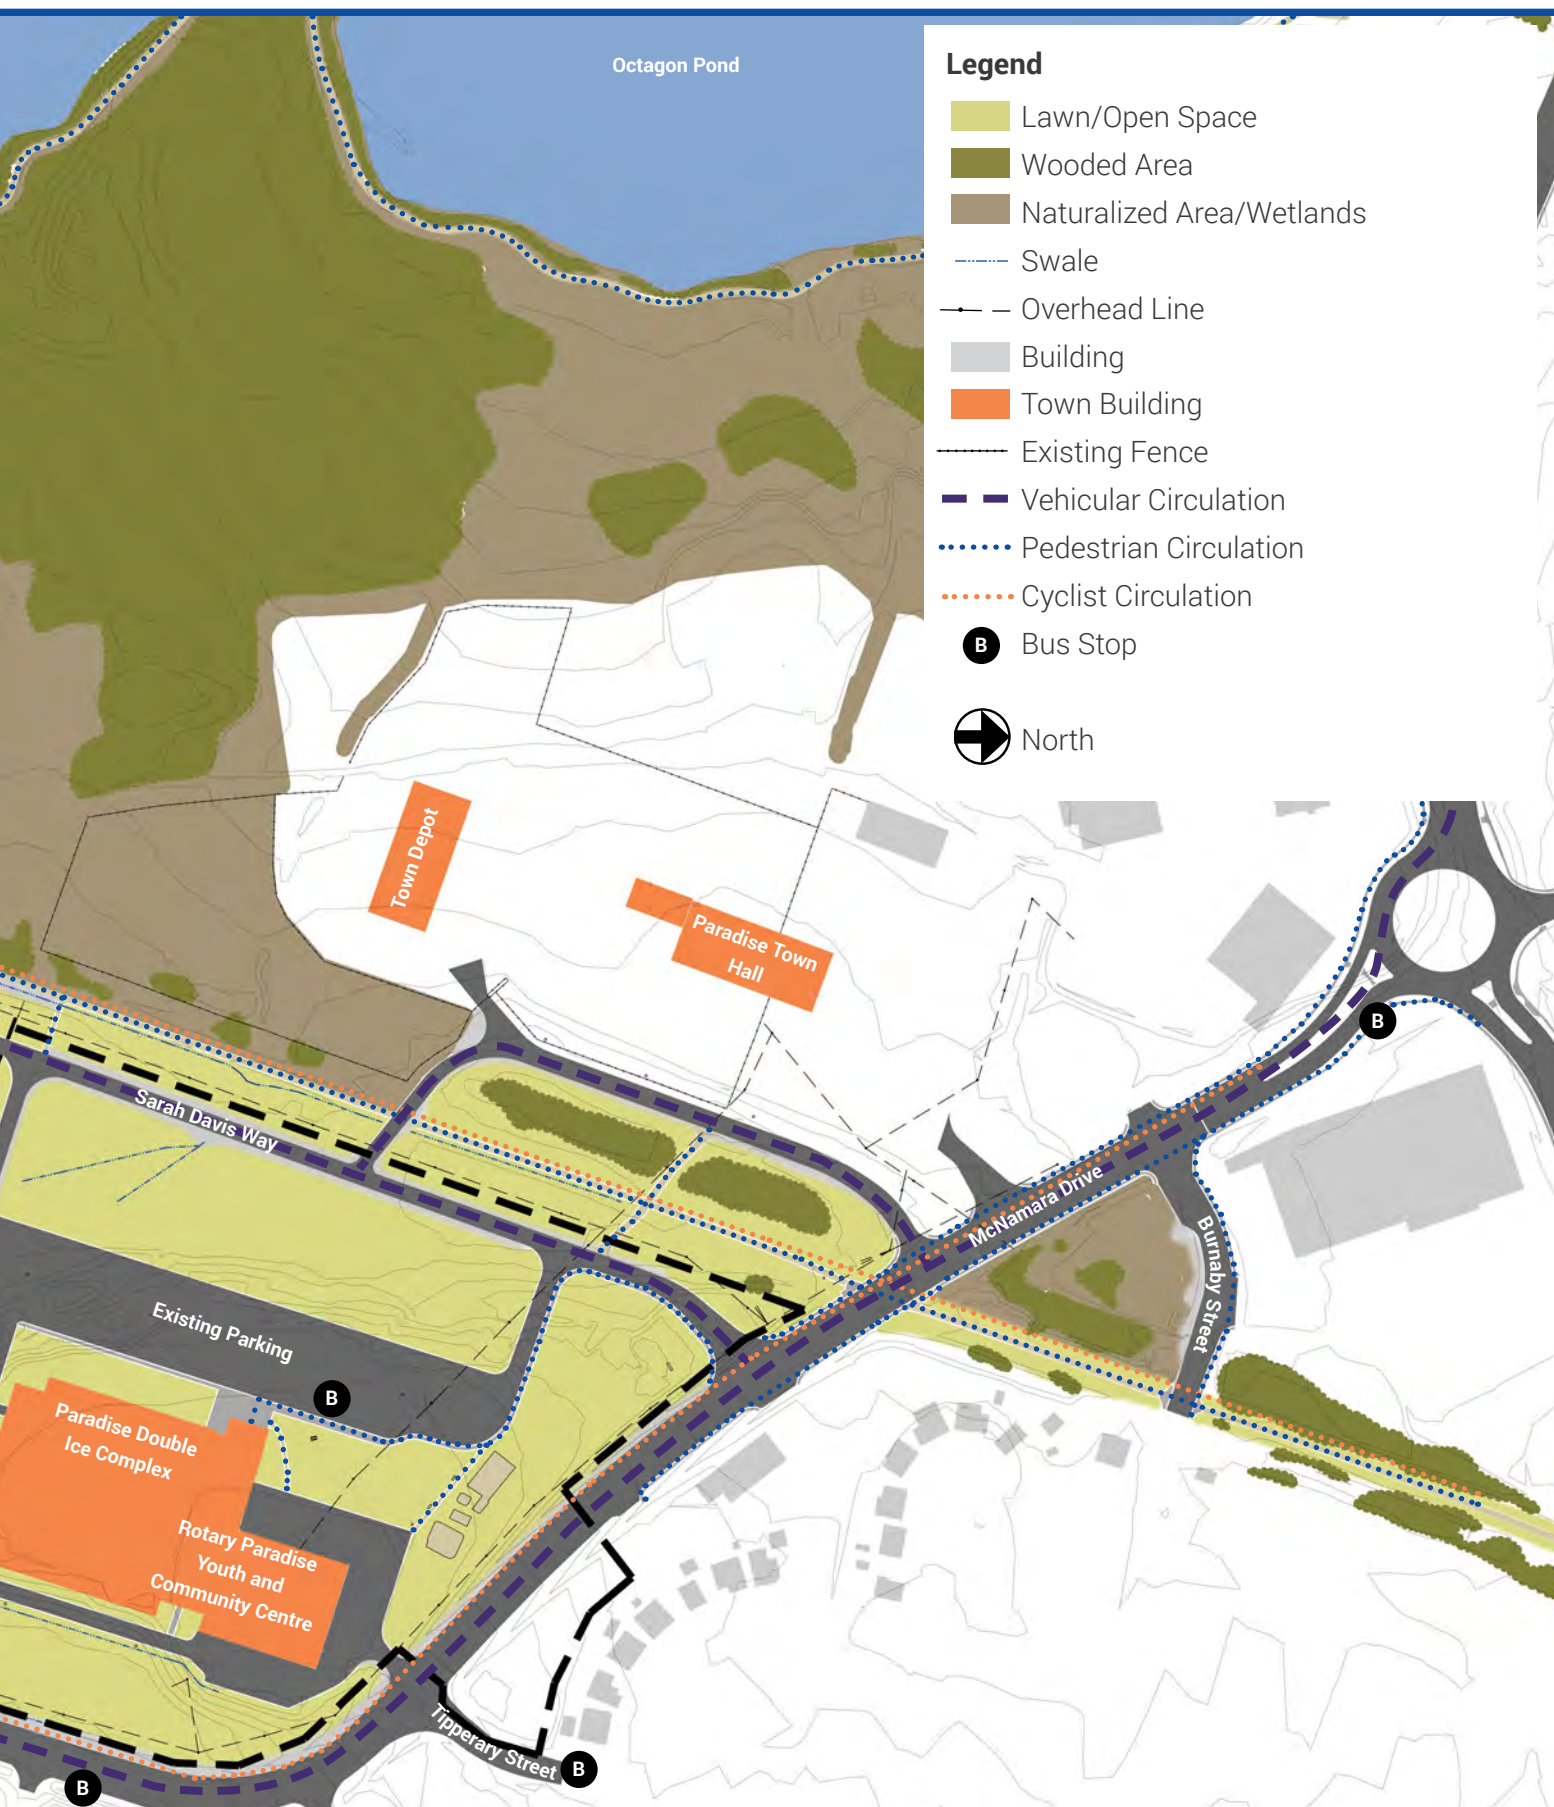 Octagon Pond
Legend
Lawn/Open Space
Wooded Area
Naturalized Area/Wetlands
Swale
Overhead Line
Building
Town Building
Existing Fence
Vehicular Circulation
Pedestrian Circulation
Cyclist Circulation
B
Bus Stop
North
Town Depot
Paradise Town
Hall
B
Sarah Davis Way
McNamara Drive
Burnaby Street
Existing Parking
B
Paradise Double
Ice Complex
Rotary Paradise
Youth and
Community Centre
Tipperary Street
B
B